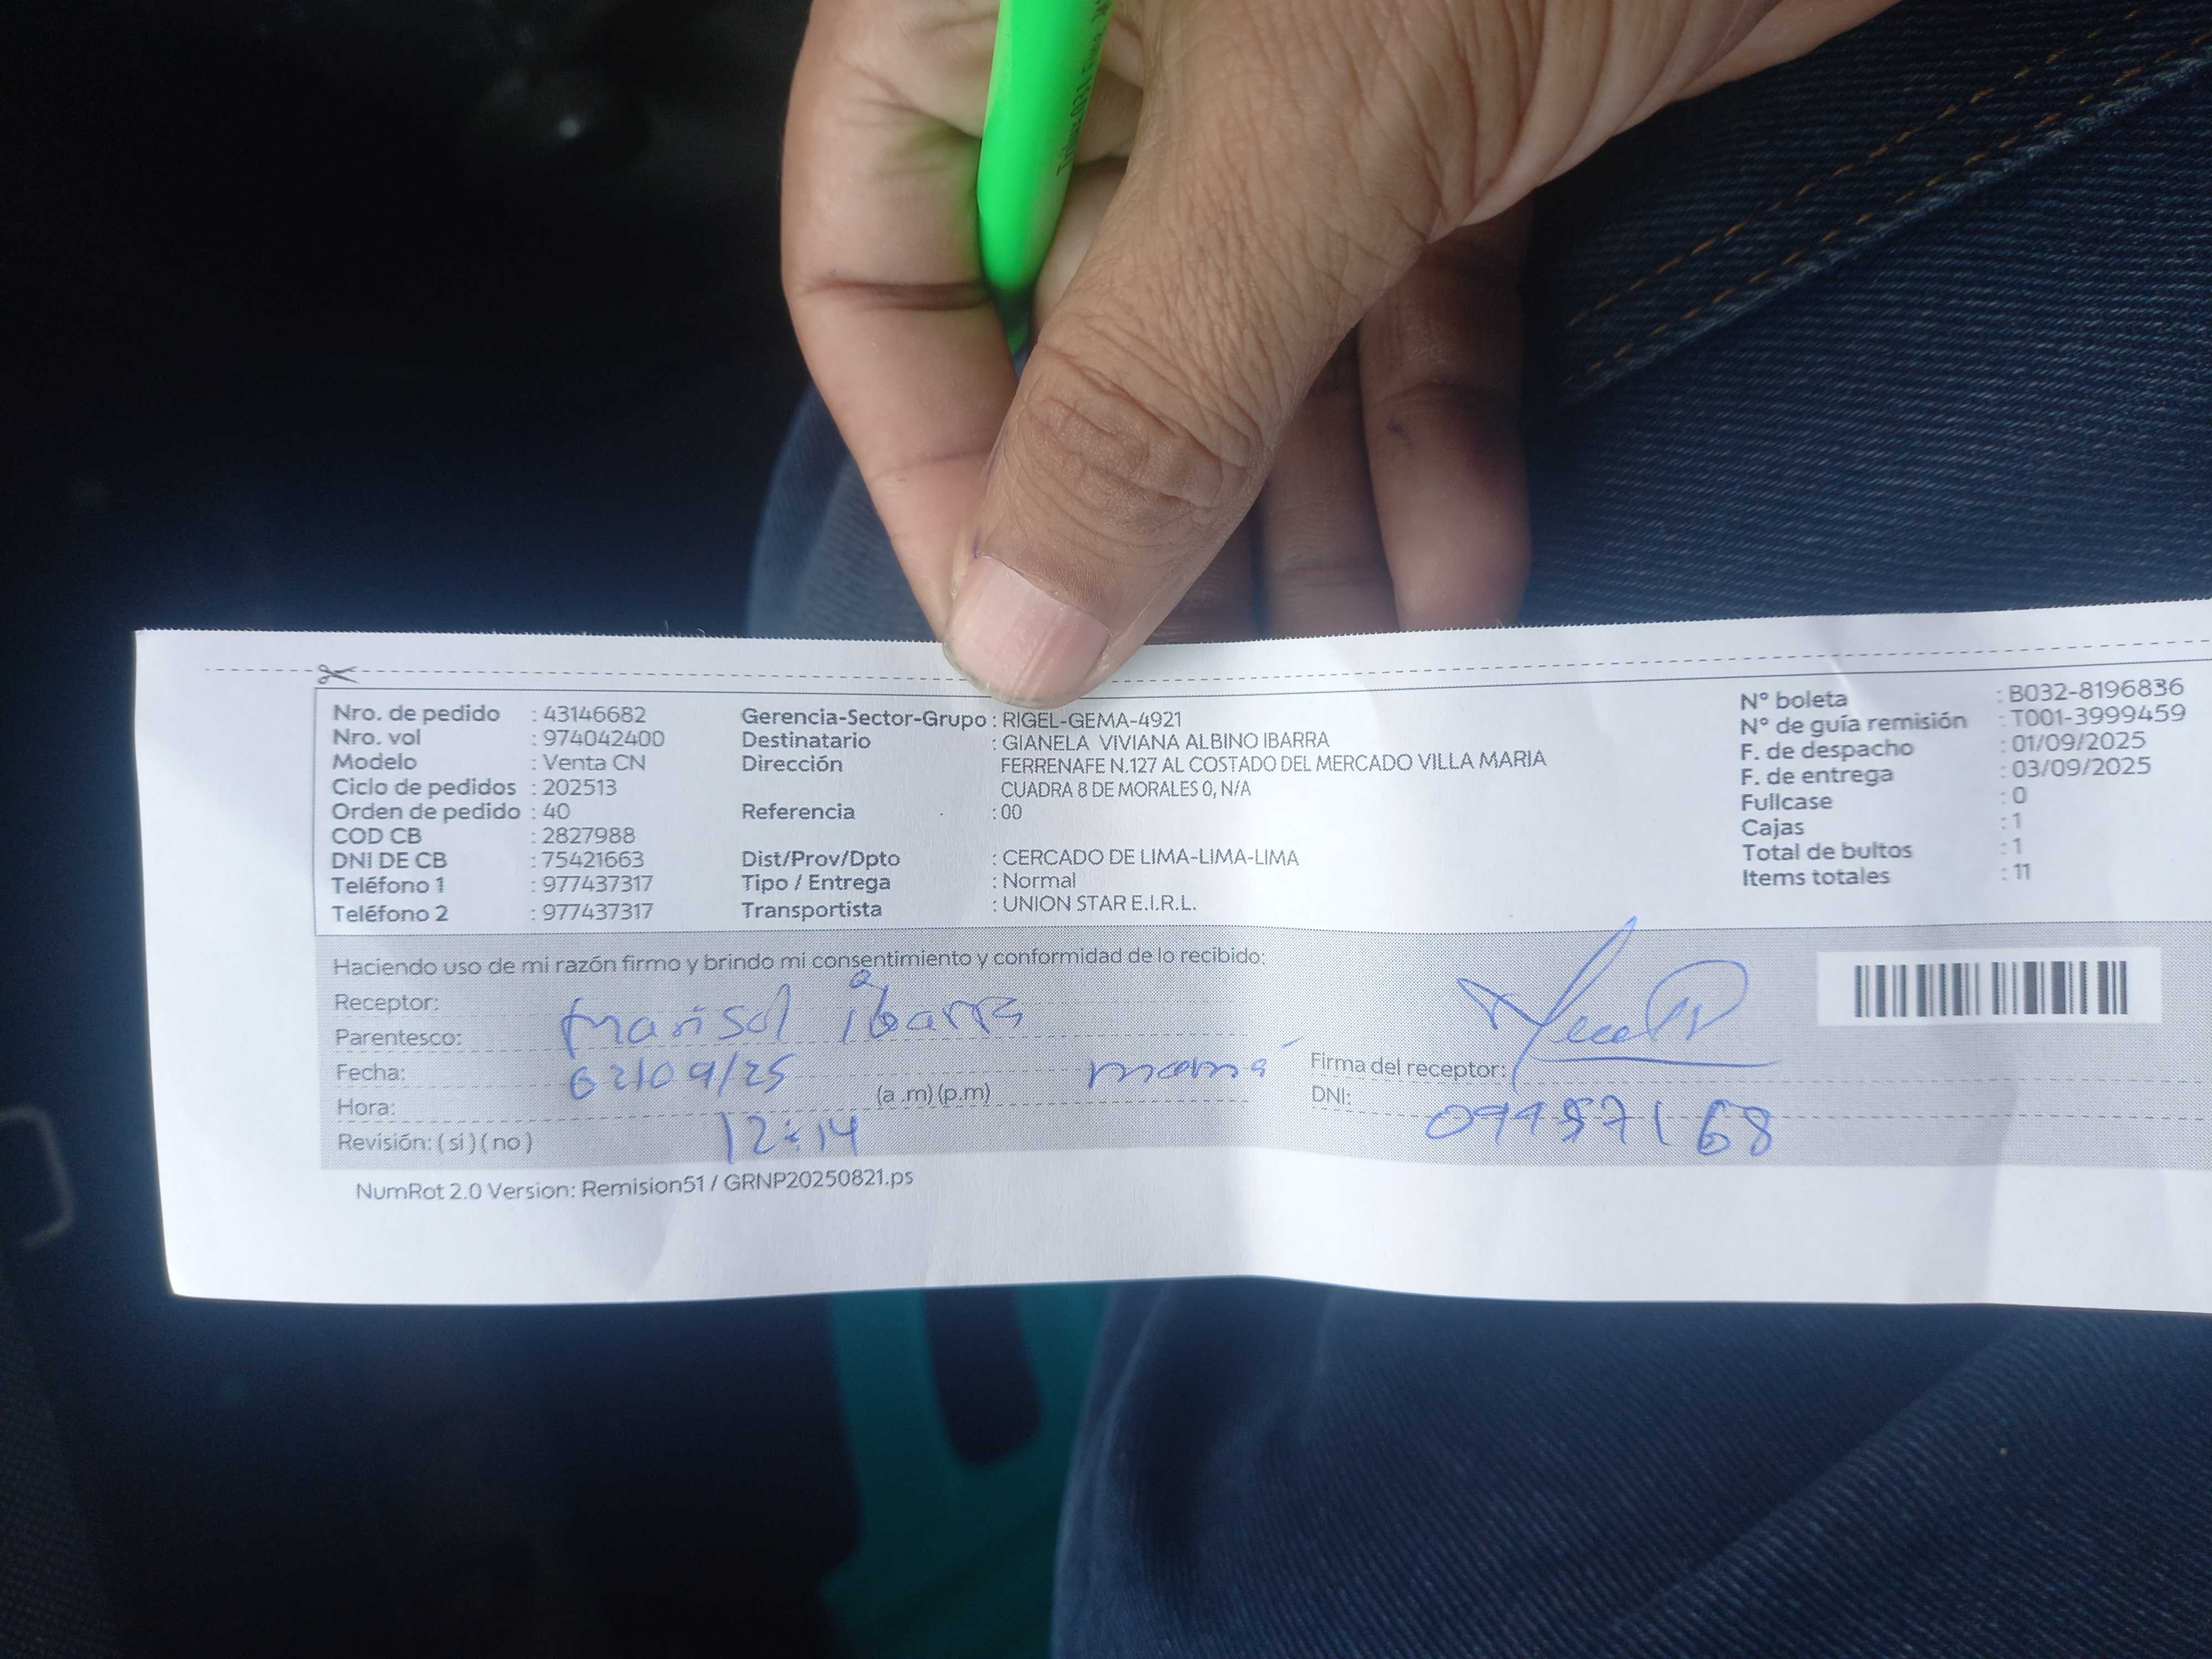 Nro. de pedido : 43146682
Nro. vol : 974042400
Modelo : Venta CN
Ciclo de pedidos : 202513
Orden de pedido : 40
COD CB : 2827988
DNI DE CB : 75421663
Teléfono 1 : 977437317
Teléfono 2 : 977437317
Gerencia-Sector-Grupo : RIGEL-GEMA-4921
Destinatario : GIANELA VIVIANA ALBINO IBARRA
Dirección FERRENAFE N.127 AL COSTADO DEL MERCADO VILLA MARIA
CUADRA 8 DE MORALES 0, N/A
Referencia : 00
Dist/Prov/Dpto : CERCADO DE LIMA-LIMA-LIMA
Tipo / Entrega : Normal
Transportista : UNION STAR E.I.R.L.
N° boleta : B032-8196836
N° de guía remisión : T001-3999459
F. de despacho : 01/09/2025
F. de entrega : 03/09/2025
Fullcase : 0
Cajas : 1
Total de bultos : 1
Items totales : 11
Haciendo uso de mi razón firmo y brindo mi consentimiento y conformidad de lo recibido:
Receptor: Marisol ibarra
Parentesco: mamá
Fecha: 02/09/25
Hora: 12:14 (a .m) (p.m)
Revisión: ( si ) ( no )
Firma del receptor:
DNI:
NumRot 2.0 Version: Remision51 / GRNP20250821.ps